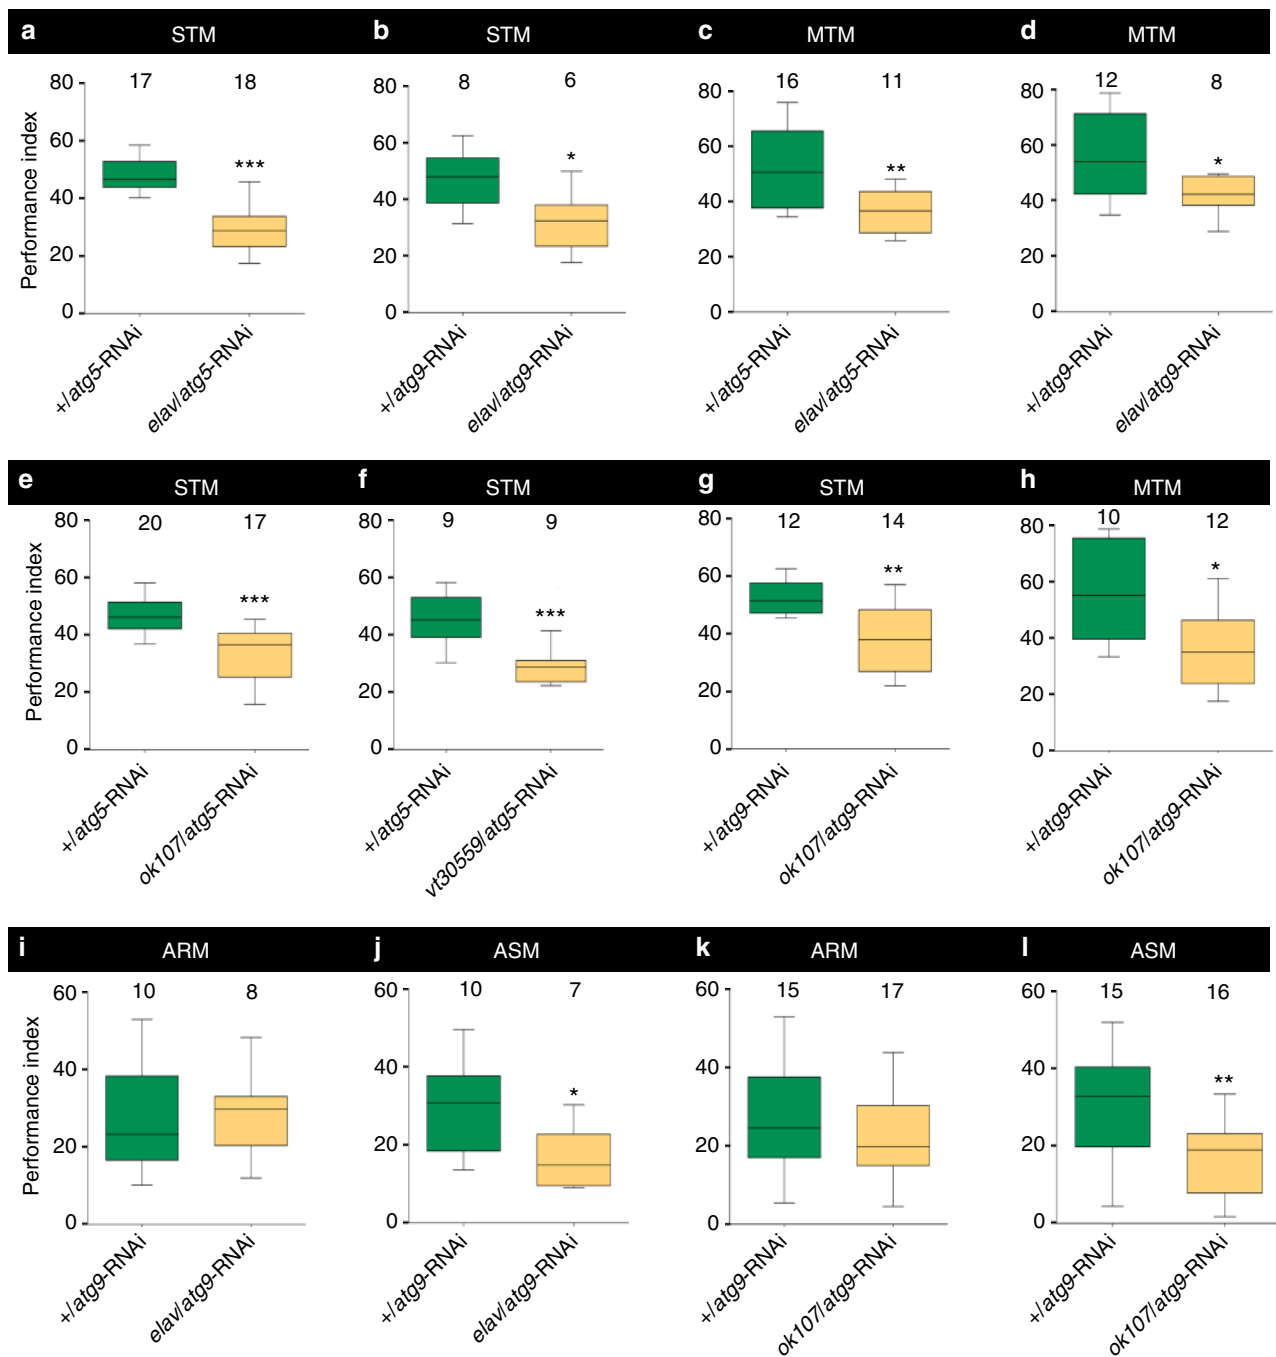 a STM b STM c MTM d MTM
17 18 8 6 16 11 12 8
Performance index
80 80 80 80
60 60 60 60
40 40 40 40
20 20 20 20
0 0 0 0
*** * ** *
+/atg5-RNAi elav/atg5-RNAi +/atg9-RNAi elav/atg9-RNAi +/atg5-RNAi elav/atg5-RNAi +/atg9-RNAi elav/atg9-RNAi
e STM f STM g STM h MTM
20 17 9 9 12 14 10 12
Performance index
80 80 80 80
60 60 60 60
40 40 40 40
20 20 20 20
0 0 0 0
*** *** ** *
+/atg5-RNAi ok107/atg5-RNAi +/atg5-RNAi vt30559/atg5-RNAi +/atg9-RNAi ok107/atg9-RNAi +/atg9-RNAi ok107/atg9-RNAi
i ARM j ASM k ARM l ASM
10 8 10 7 15 17 15 16
Performance index
60 60 60 60
40 40 40 40
20 20 20 20
0 0 0 0
* **
+/atg9-RNAi elav/atg9-RNAi +/atg9-RNAi elav/atg9-RNAi +/atg9-RNAi ok107/atg9-RNAi +/atg9-RNAi ok107/atg9-RNAi